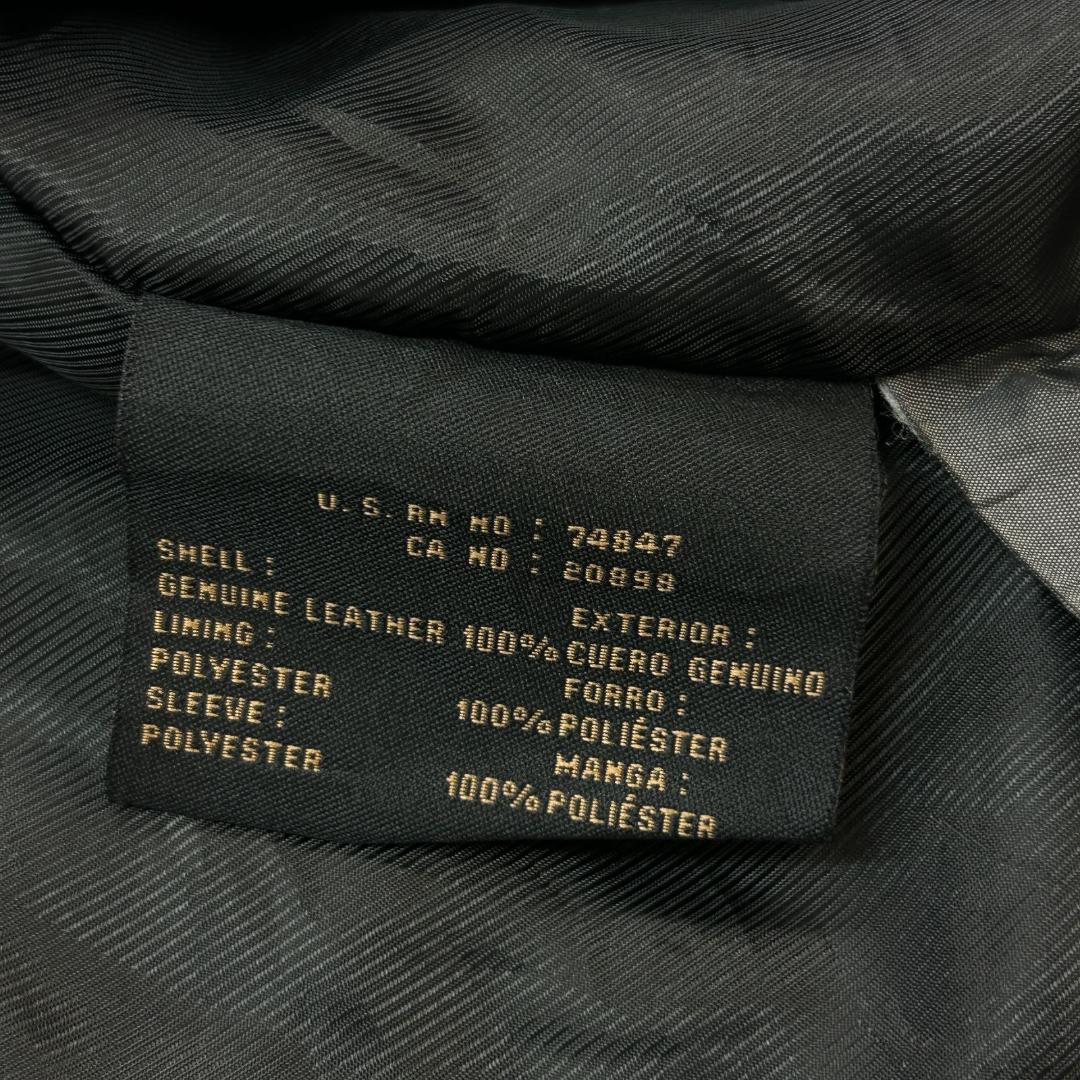 U.S. RN NO : 74847
CA NO : 20898
SHELL : EXTERIOR :
GENUINE LEATHER 100% CUERO GENUINO
LINING : FORRO :
POLYESTER 100% POLIÉSTER
SLEEVE : MANGA :
POLYESTER 100% POLIÉSTER